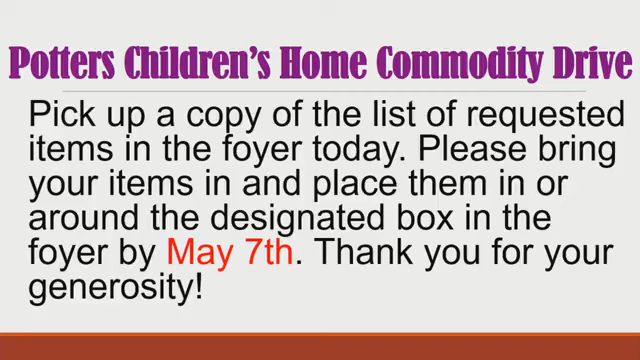 Potters Children's Home Commodity Drive
Pick up a copy of the list of requested
items in the foyer today. Please bring
your items in and place them in or
around the designated box in the
foyer by May 7th. Thank you for your
generosity!